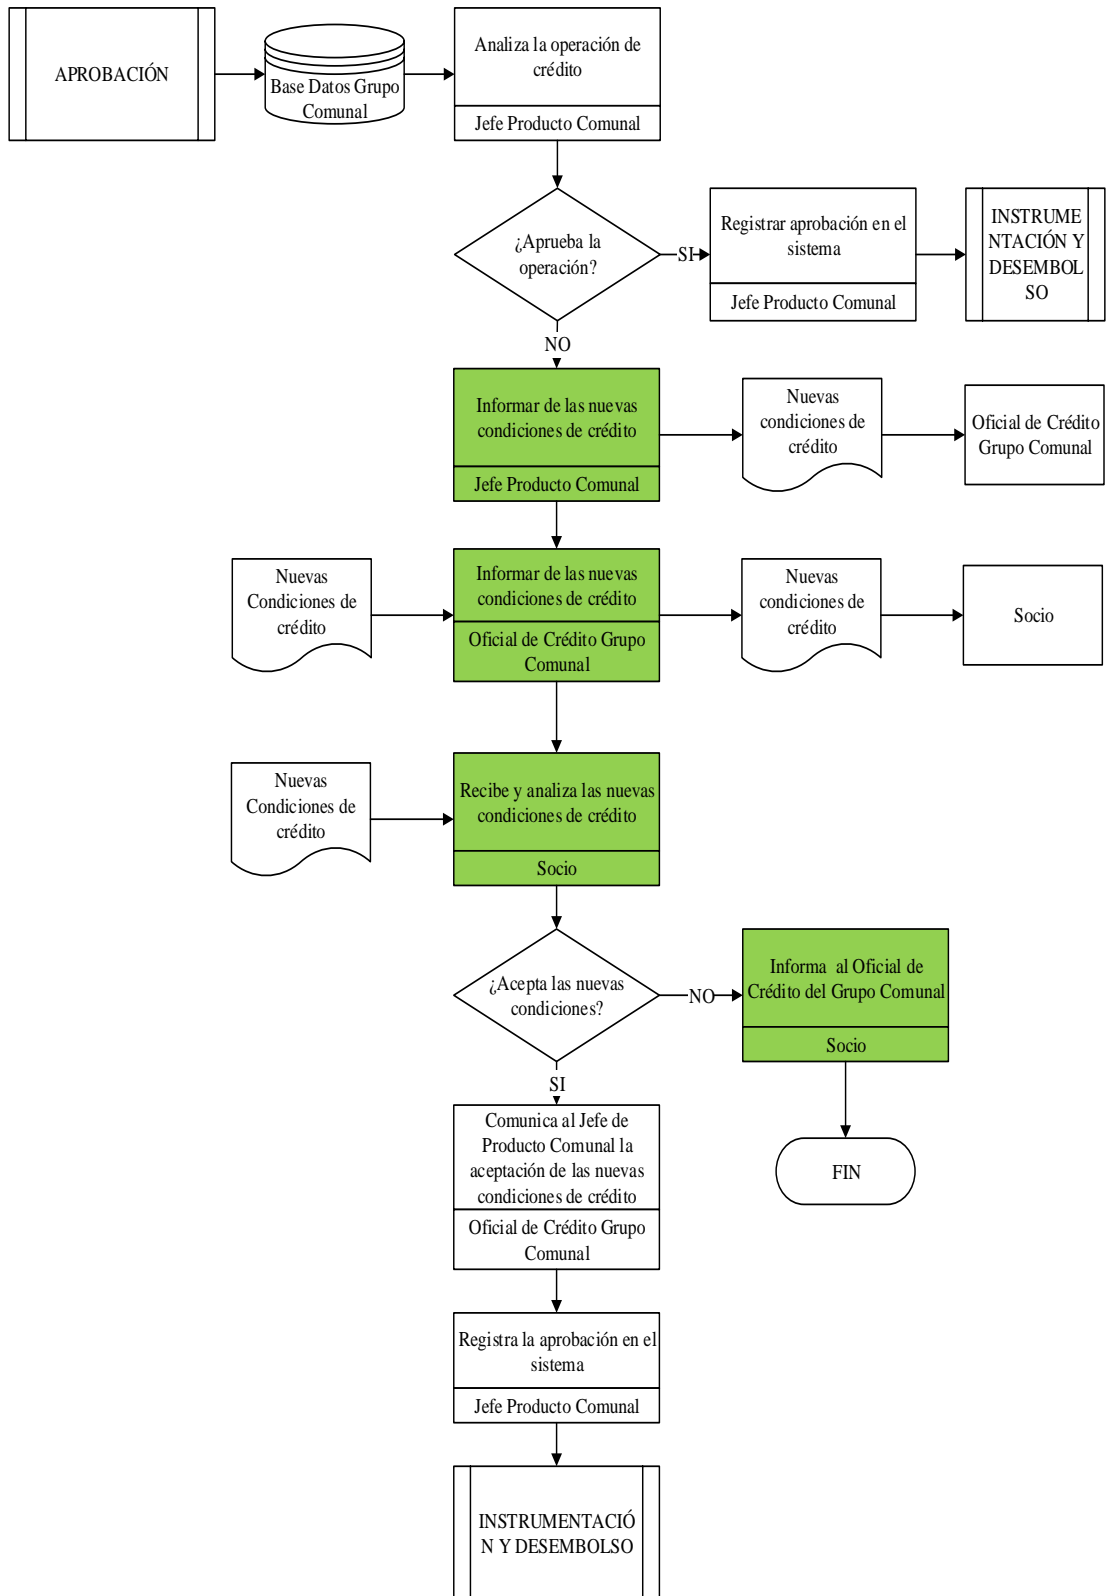 APROBACIÓN
Base Datos Grupo
Comunal
Analiza la operación de
crédito
Jefe Producto Comunal
¿Aprueba la
operación?
SI
Registrar aprobación en el
sistema
Jefe Producto Comunal
INSTRUME
NTACIÓN Y
DESEMBOL
SO
NO
Informar de las nuevas
condiciones de crédito
Jefe Producto Comunal
Nuevas
condiciones de
crédito
Oficial de Crédito
Grupo Comunal
Nuevas
Condiciones de
crédito
Informar de las nuevas
condiciones de crédito
Oficial de Crédito Grupo
Comunal
Nuevas
condiciones de
crédito
Socio
Nuevas
Condiciones de
crédito
Recibe y analiza las nuevas
condiciones de crédito
Socio
¿Acepta las nuevas
condiciones?
NO
Informa al Oficial de
Crédito del Grupo Comunal
Socio
FIN
SI
Comunica al Jefe de
Producto Comunal la
aceptación de las nuevas
condiciones de crédito
Oficial de Crédito Grupo
Comunal
Registra la aprobación en el
sistema
Jefe Producto Comunal
INSTRUMENTACIÓ
N Y DESEMBOLSO